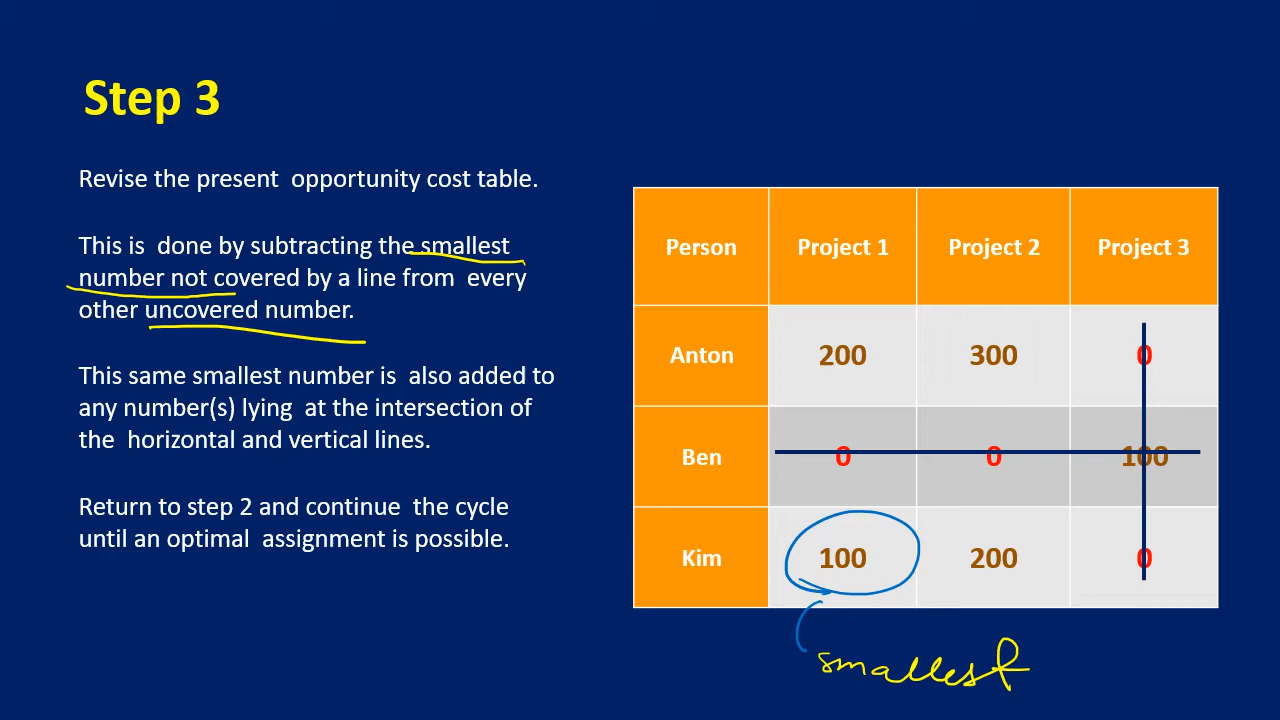 Step 3
Revise the present opportunity cost table.
This is done by subtracting the smallest
number not covered by a line from every
other uncovered number.
This same smallest number is also added to
any number(s) lying at the intersection of
the horizontal and vertical lines.
Return to step 2 and continue the cycle
until an optimal assignment is possible.
Person Project 1 Project 2 Project 3
Anton 200 300 0
Ben 0 0 100
Kim 100 200 0
smallest